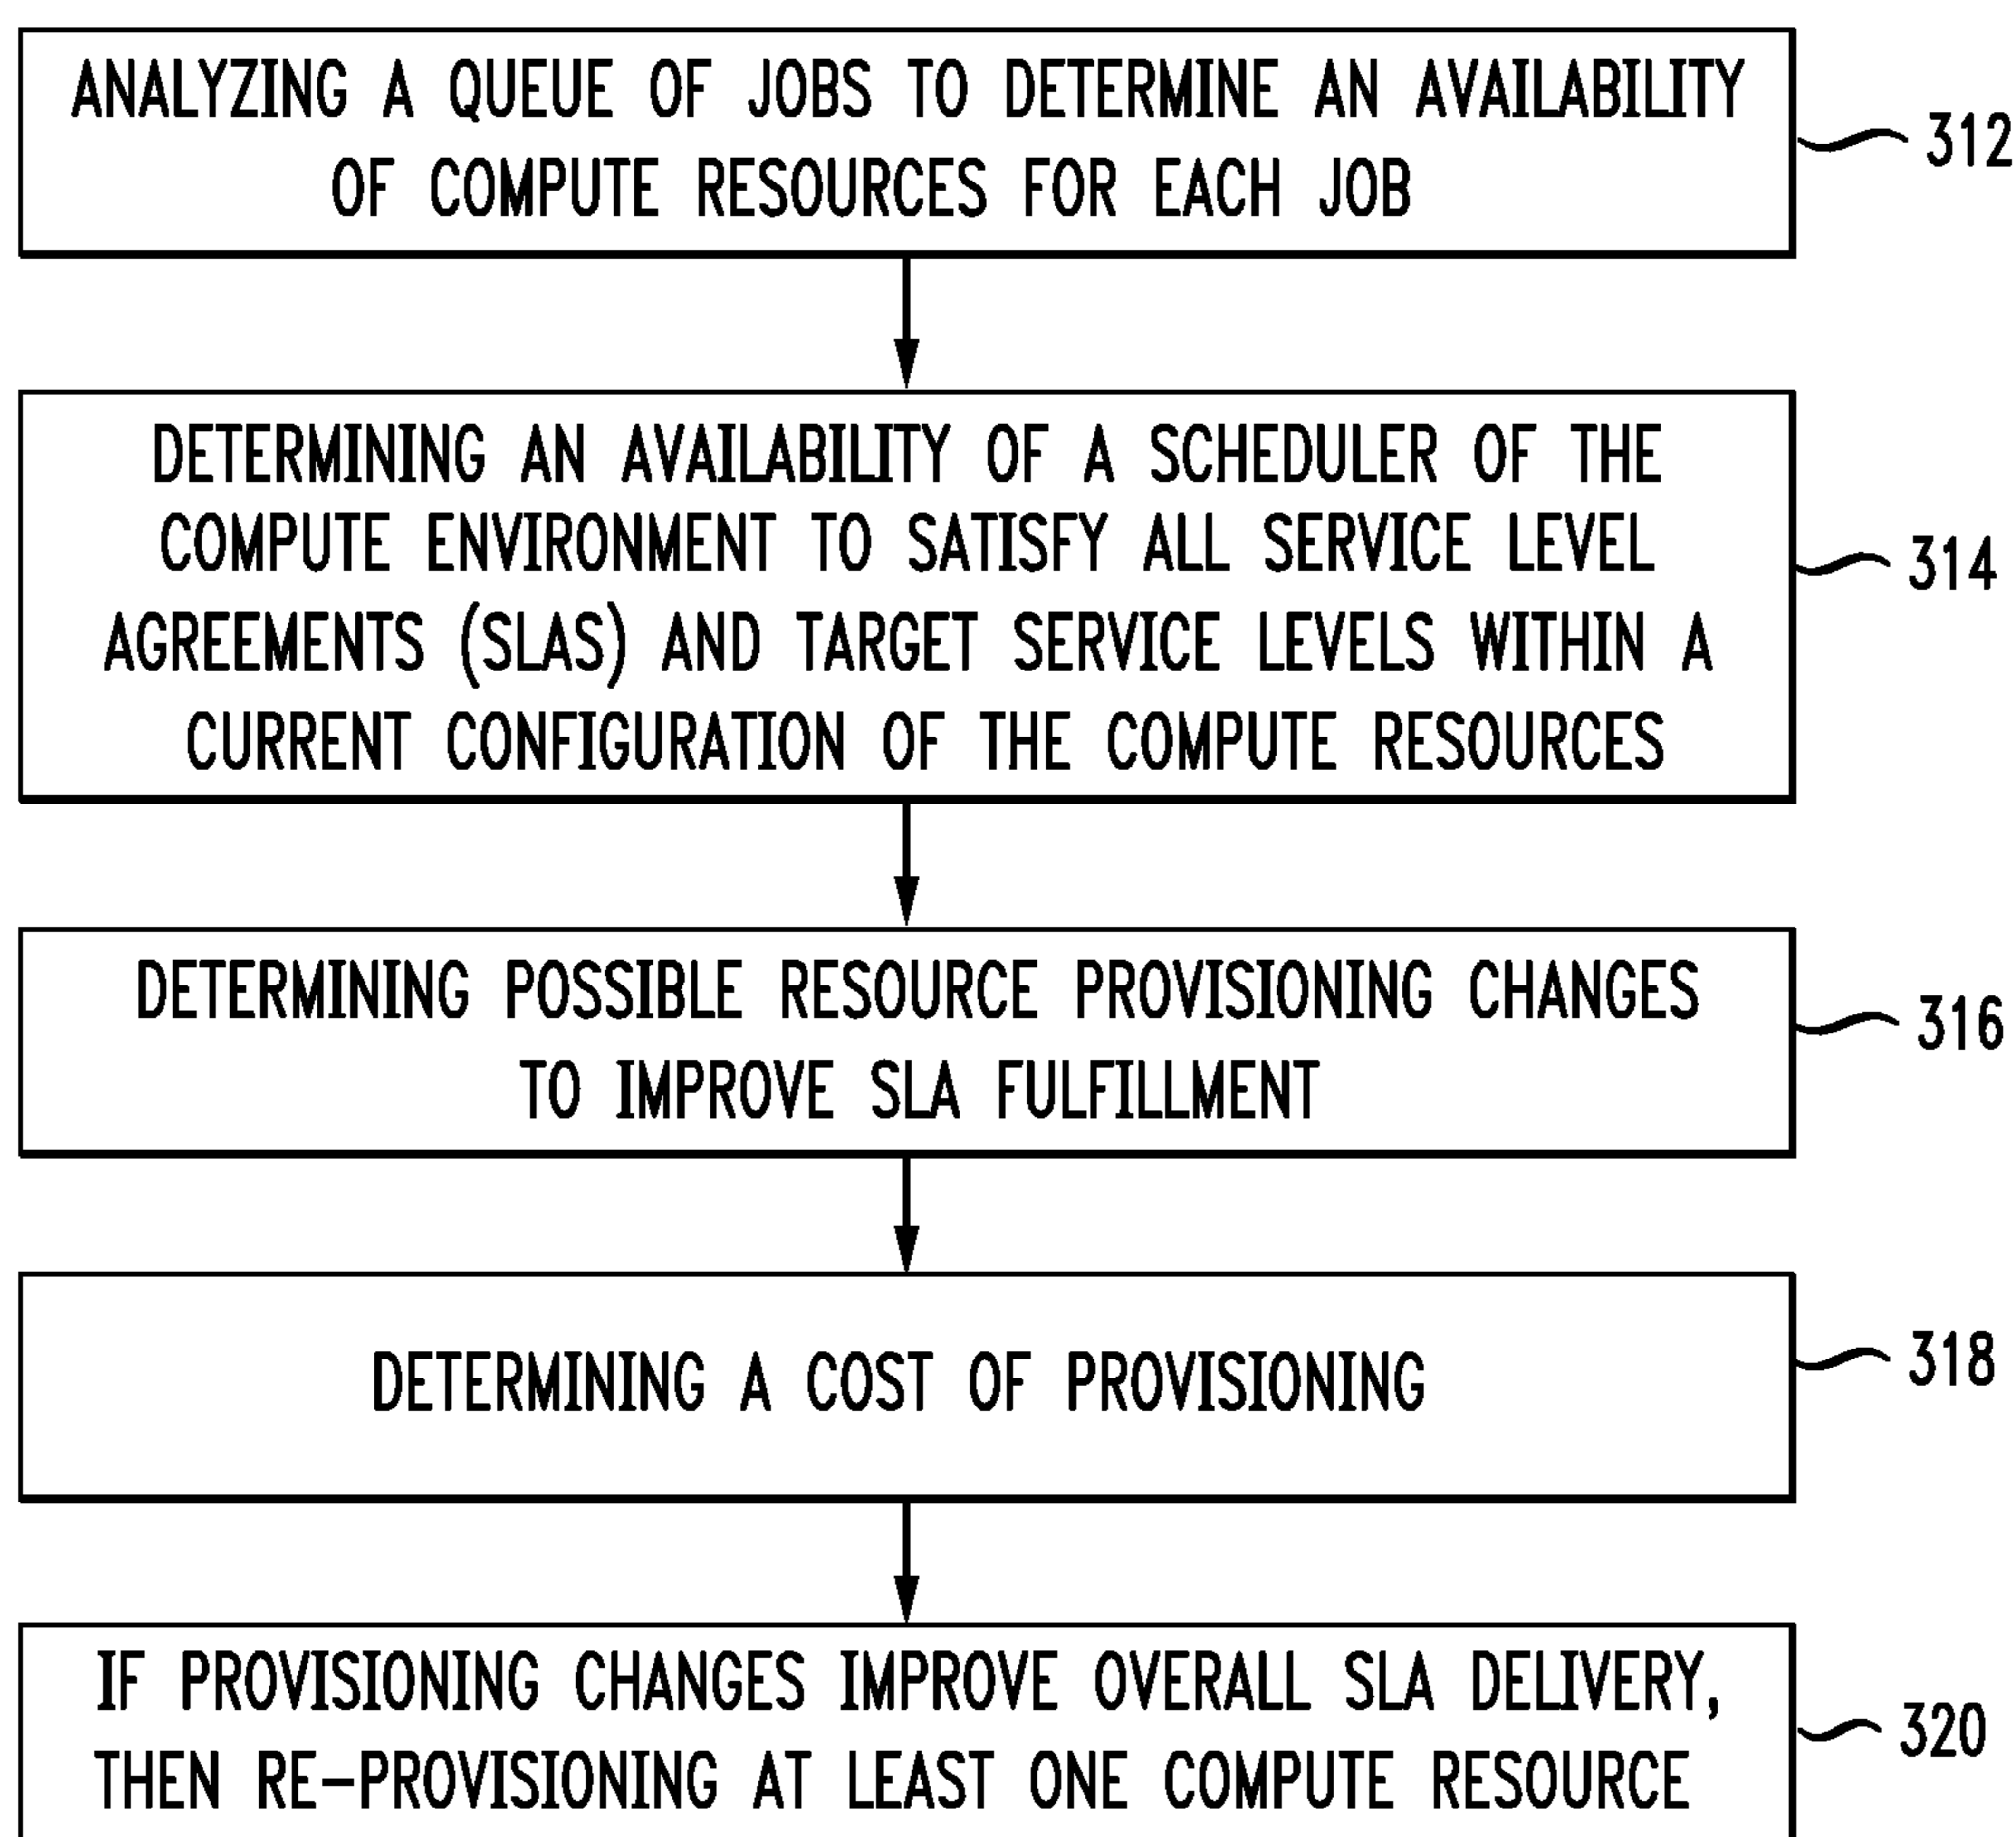 ANALYZING A QUEUE OF JOBS TO DETERMINE AN AVAILABILITY
OF COMPUTE RESOURCES FOR EACH JOB
312
DETERMINING AN AVAILABILITY OF A SCHEDULER OF THE
COMPUTE ENVIRONMENT TO SATISFY ALL SERVICE LEVEL
AGREEMENTS (SLAS) AND TARGET SERVICE LEVELS WITHIN A
CURRENT CONFIGURATION OF THE COMPUTE RESOURCES
314
DETERMINING POSSIBLE RESOURCE PROVISIONING CHANGES
TO IMPROVE SLA FULFILLMENT
316
DETERMINING A COST OF PROVISIONING
318
IF PROVISIONING CHANGES IMPROVE OVERALL SLA DELIVERY,
THEN RE-PROVISIONING AT LEAST ONE COMPUTE RESOURCE
320